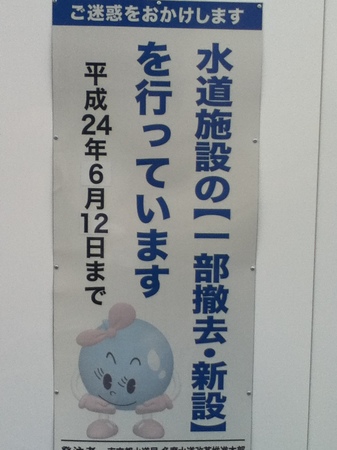 ご迷惑をおかけします
水道施設の【一部撤去・新設】
を行っています
平成24年6月12日まで